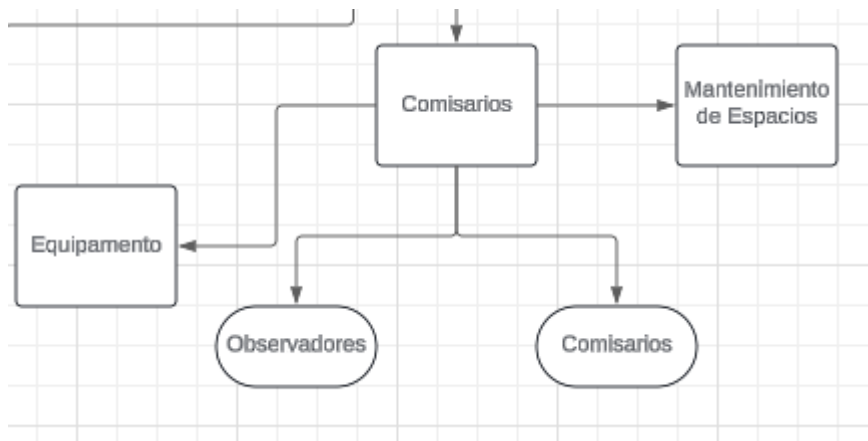 Comisarios
Mantenimiento
de Espacios
Equipamento
Observadores
Comisarios